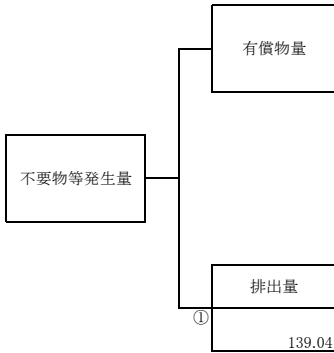 有償物量
不要物等発生量
排出量
①
139.04